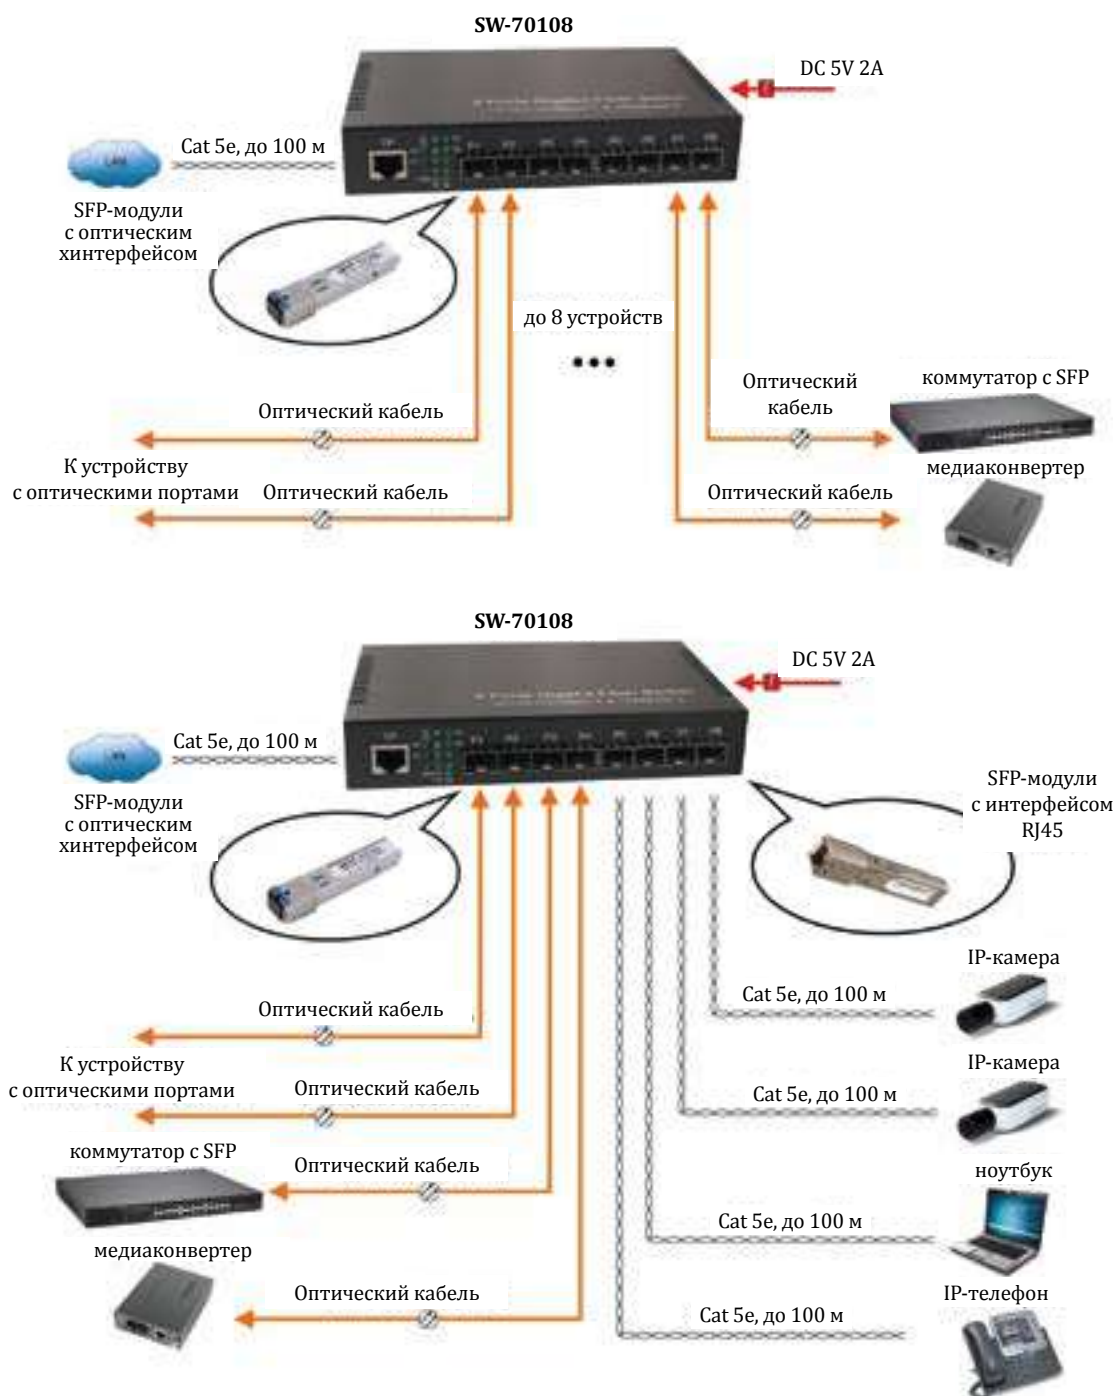 SW-70108
DC 5V 2A
Cat 5e, до 100 м
LAN
SFP-модули
с оптическим
хинтерфейсом
до 8 устройств
Оптический кабель
Оптический
кабель
коммутатор с SFP
К устройству
с оптическими портами
Оптический кабель
Оптический кабель
медиаконвертер
SW-70108
DC 5V 2A
Cat 5e, до 100 м
SFP-модули
с оптическим
хинтерфейсом
SFP-модули
с интерфейсом
RJ45
IP-камера
Cat 5e, до 100 м
Оптический кабель
К устройству
с оптическими портами
Оптический кабель
IP-камера
Cat 5e, до 100 м
коммутатор с SFP
Оптический кабель
ноутбук
Cat 5e, до 100 м
медиаконвертер
Оптический кабель
IP-телефон
Cat 5e, до 100 м